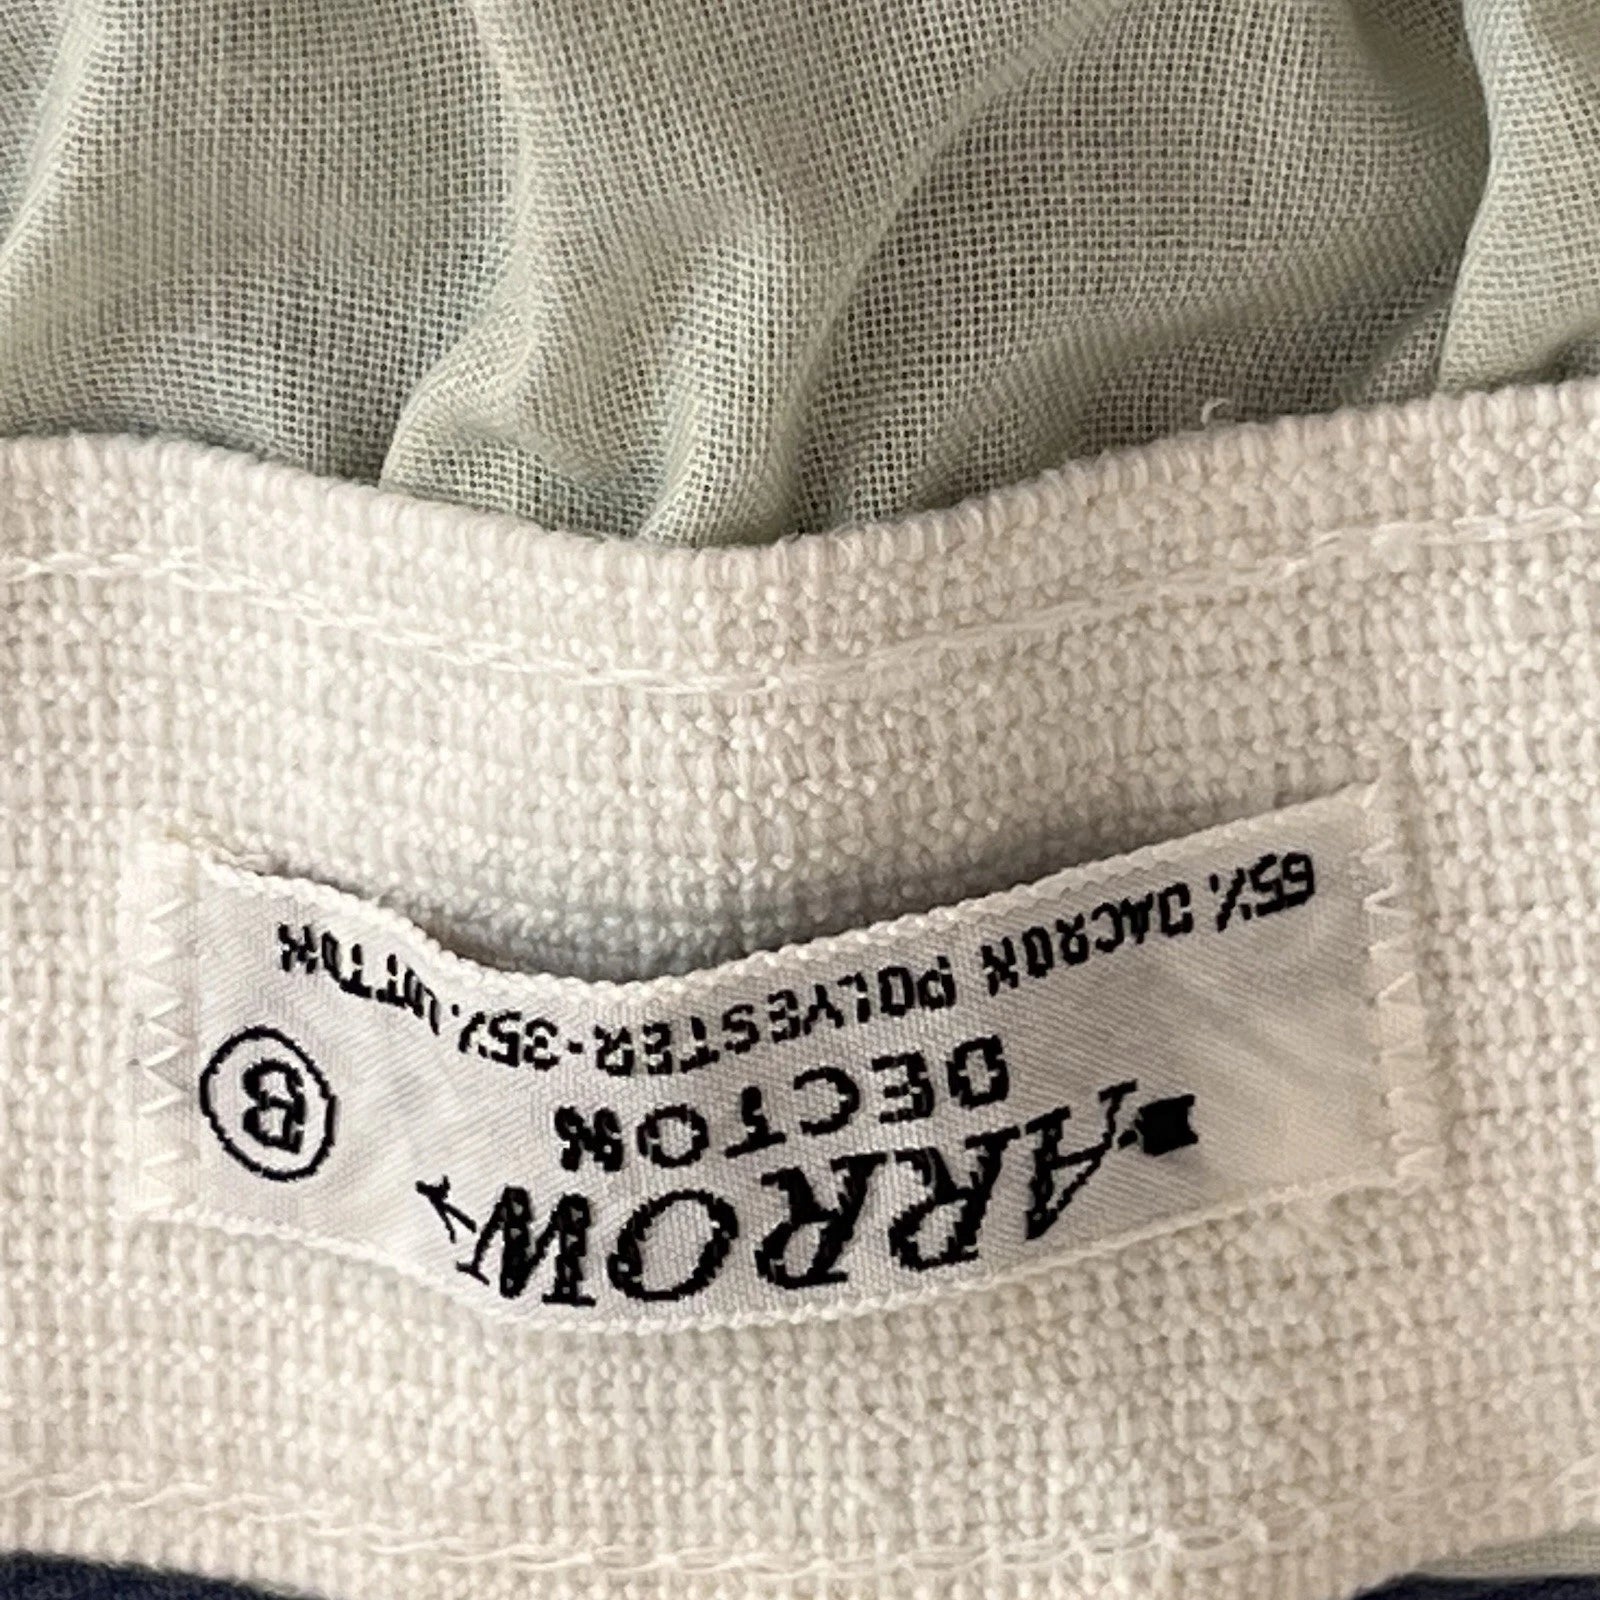 ARROW
DECTON
65% DACRON POLYESTER-35% COTTON
B